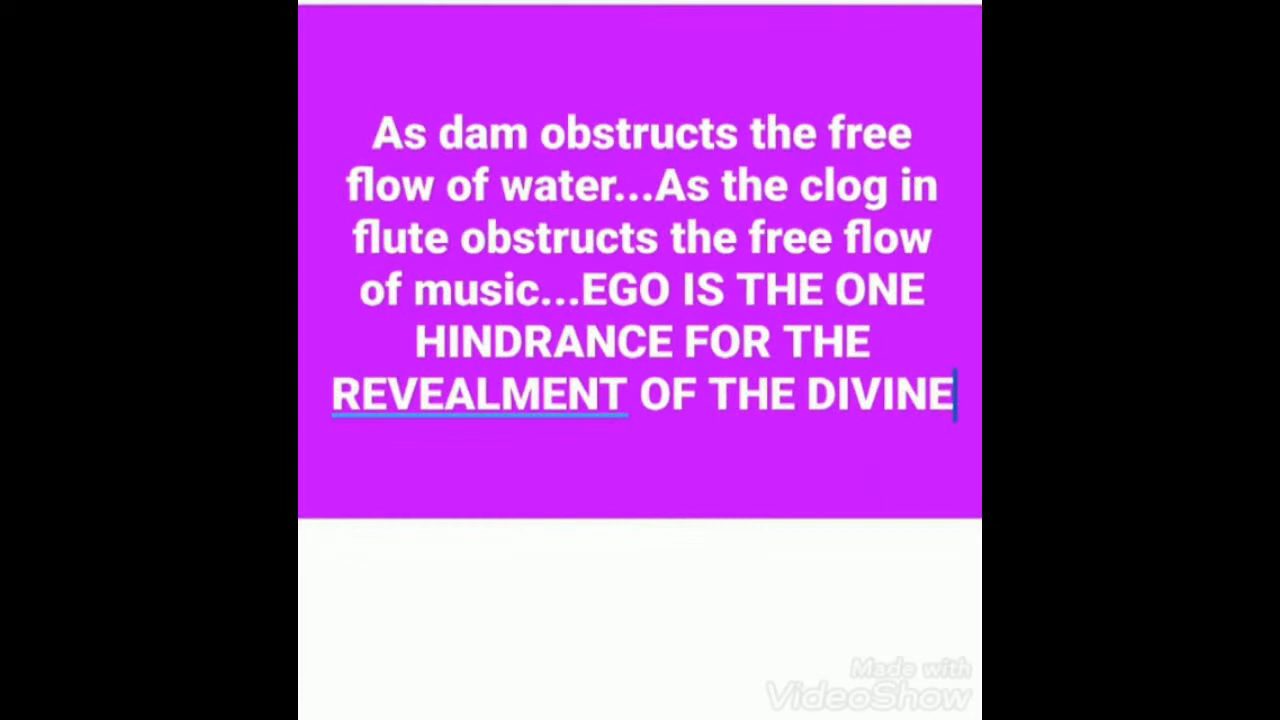 As dam obstructs the free
flow of water...As the clog in
flute obstructs the free flow
of music...EGO IS THE ONE
HINDRANCE FOR THE
REVEALMENT OF THE DIVINE
Made with
VideoShow